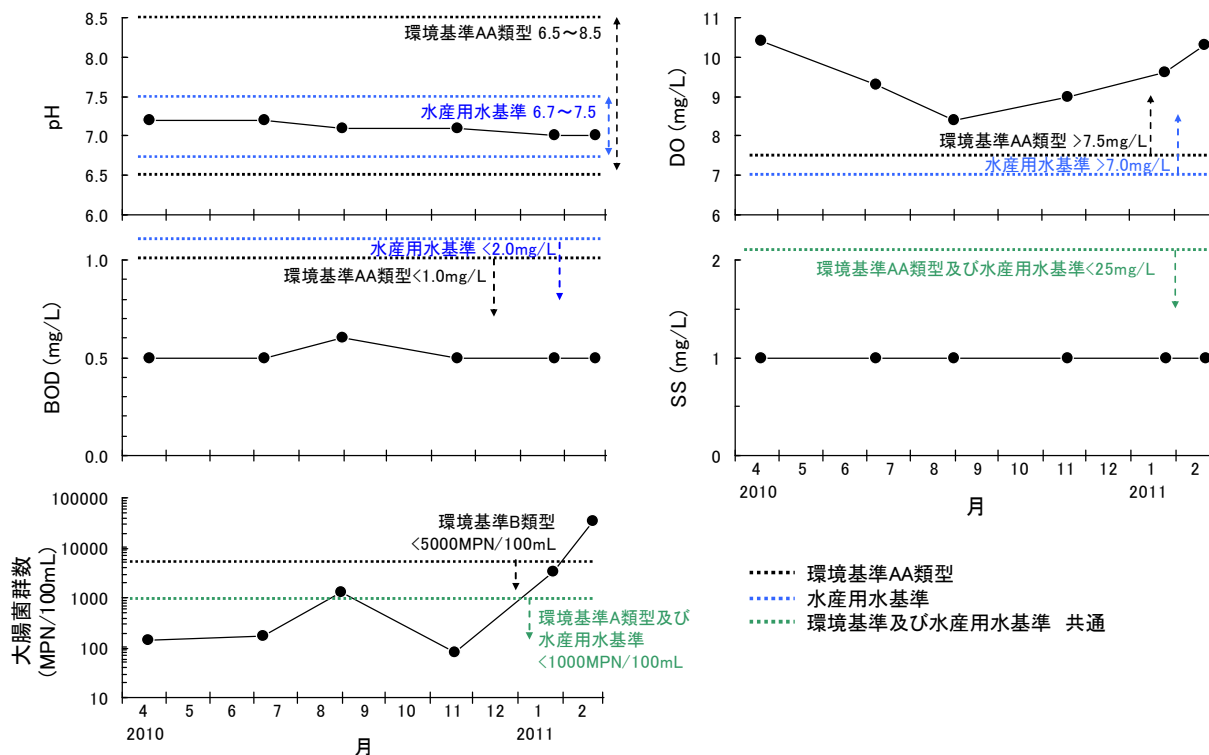 pH
8.5
8.0
7.5
7.0
6.5
6.0
環境基準AA類型 6.5～8.5
水産用水基準 6.7～7.5
DO (mg/L)
11
10
9
8
7
6
環境基準AA類型 >7.5mg/L
水産用水基準 >7.0mg/L
BOD (mg/L)
1.0
0.5
0.0
水産用水基準 <2.0mg/L
環境基準AA類型<1.0mg/L
SS (mg/L)
2
1
0
環境基準AA類型及び水産用水基準<25mg/L
4 5 6 7 8 9 10 11 12 1 2
2010 2011
月
大腸菌群数
(MPN/100mL)
100000
10000
1000
100
10
環境基準B類型
<5000MPN/100mL
環境基準A類型及び
水産用水基準
<1000MPN/100mL
4 5 6 7 8 9 10 11 12 1 2
2010 2011
月
環境基準AA類型
水産用水基準
環境基準及び水産用水基準 共通